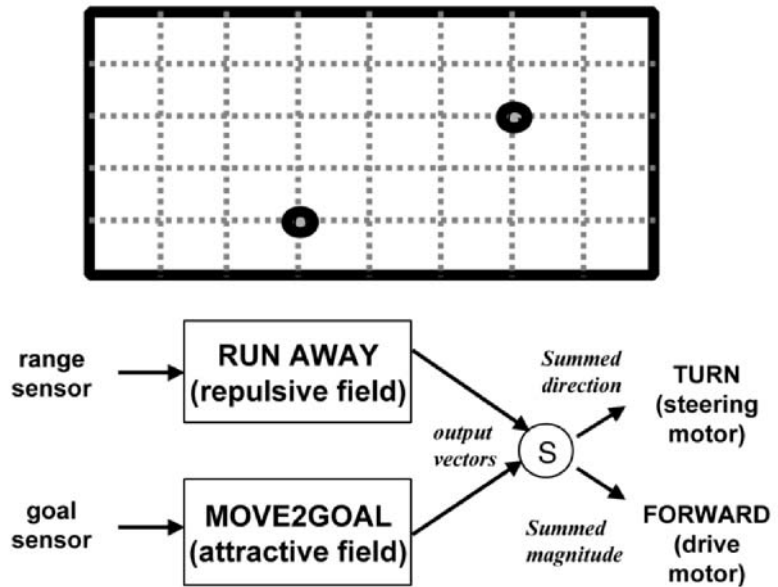 range
sensor
RUN AWAY
(repulsive field)
Summed
direction
TURN
(steering
motor)
output
vectors
S
goal
sensor
MOVE2GOAL
(attractive field)
Summed
magnitude
FORWARD
(drive
motor)